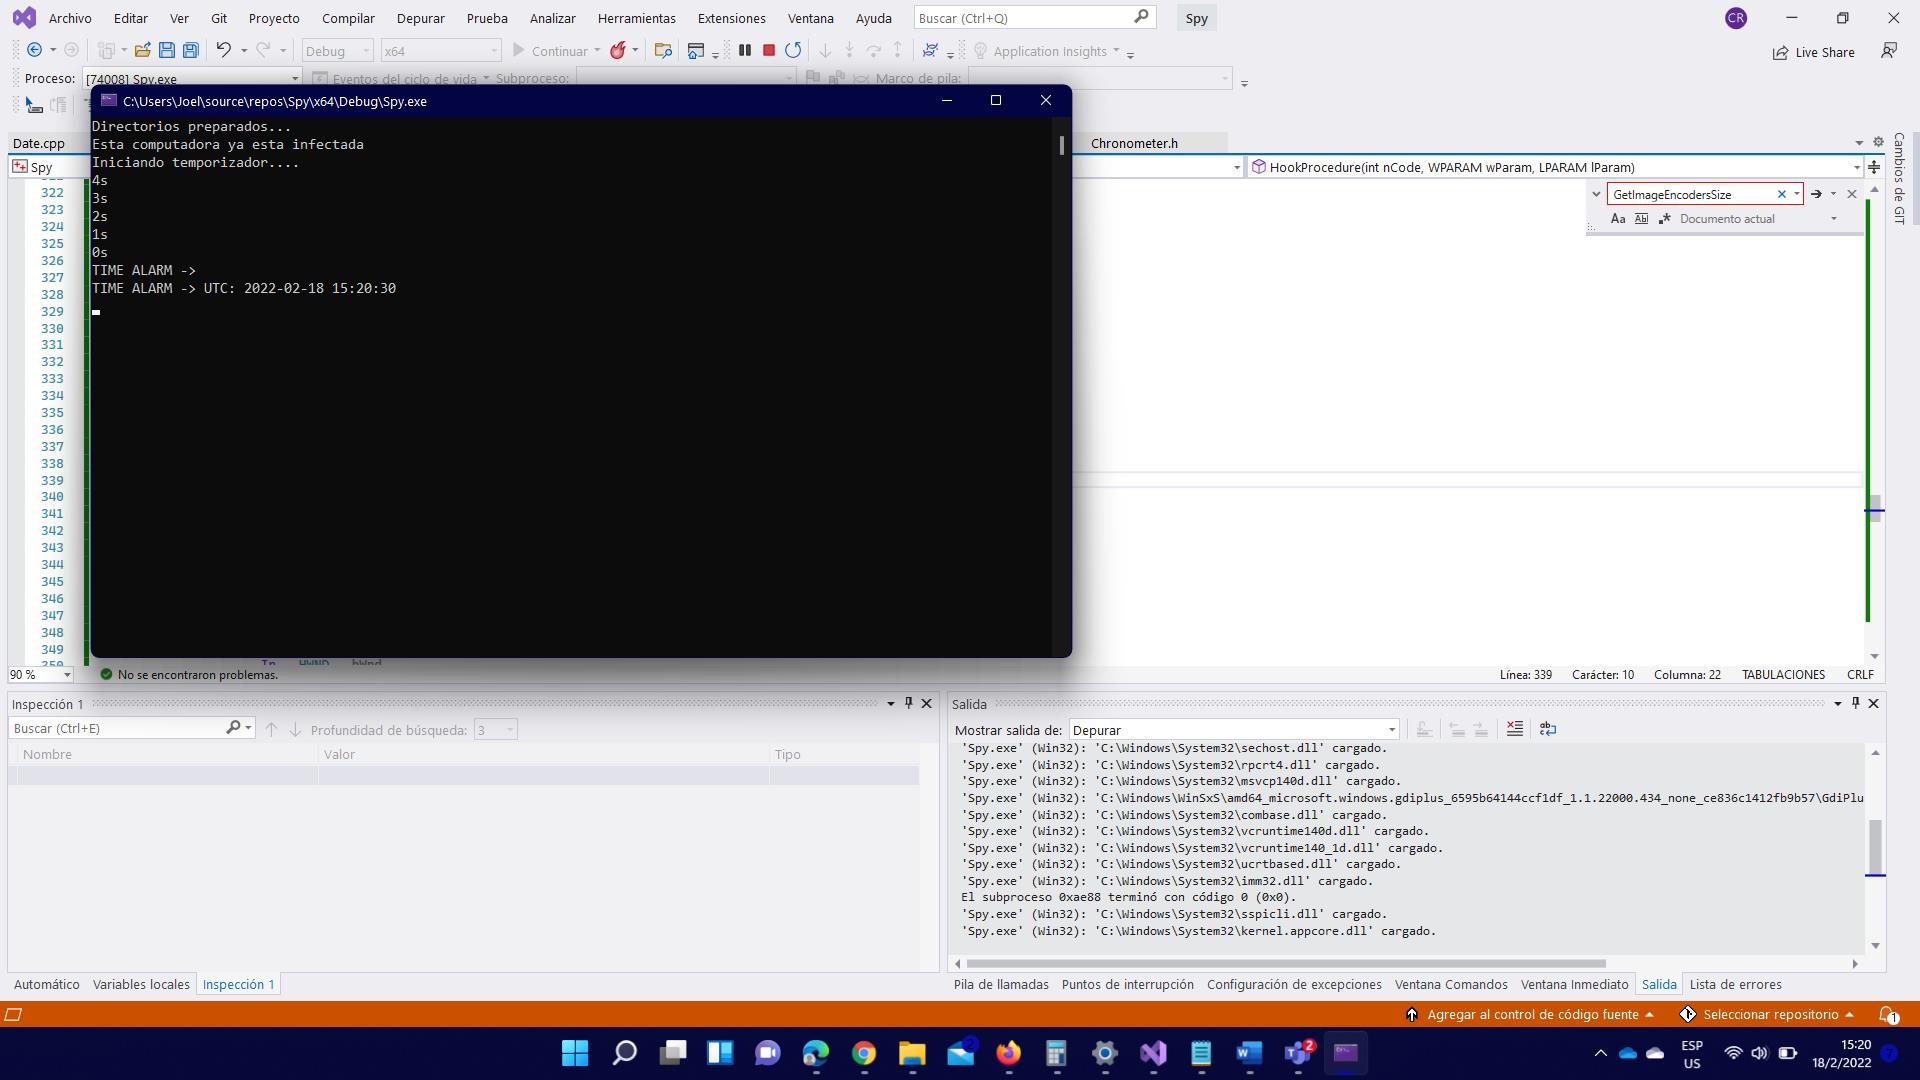 Archivo Editar Ver Git Proyecto Compilar Depurar Prueba Analizar Herramientas Extensiones Ventana Ayuda Buscar (Ctrl+Q) Spy CR
Debug x64 Continuar Application Insights Live Share
Proceso: [74008] Spy.exe Eventos del ciclo de vida Subproceso: Marco de pila:
C:\Users\Joel\source\repos\Spy\x64\Debug\Spy.exe
Directorios preparados...
Esta computadora ya esta infectada
Iniciando temporizador....
4s
3s
2s
1s
0s
TIME ALARM ->
TIME ALARM -> UTC: 2022-02-18 15:20:30
Date.cpp Chronometer.h
Spy HookProcedure(int nCode, WPARAM wParam, LPARAM lParam)
GetImageEncodersSize
Aa Ab Documento actual
Cambios de GIT
322
323
324
325
326
327
328
329
330
331
332
333
334
335
336
337
338
339
340
341
342
343
344
345
346
347
348
349
350
In HWND hWnd
90 % No se encontraron problemas. Línea: 339 Carácter: 10 Columna: 22 TABULACIONES CRLF
Inspección 1
Buscar (Ctrl+E) Profundidad de búsqueda: 3
Nombre Valor Tipo
Automático Variables locales Inspección 1
Salida
Mostrar salida de: Depurar
'Spy.exe' (Win32): 'C:\Windows\System32\sechost.dll' cargado.
'Spy.exe' (Win32): 'C:\Windows\System32\rpcrt4.dll' cargado.
'Spy.exe' (Win32): 'C:\Windows\System32\msvcp140d.dll' cargado.
'Spy.exe' (Win32): 'C:\Windows\WinSxS\amd64_microsoft.windows.gdiplus_6595b64144ccf1df_1.1.22000.434_none_ce836c1412fb9b57\GdiPlu
'Spy.exe' (Win32): 'C:\Windows\System32\combase.dll' cargado.
'Spy.exe' (Win32): 'C:\Windows\System32\vcruntime140d.dll' cargado.
'Spy.exe' (Win32): 'C:\Windows\System32\vcruntime140_1d.dll' cargado.
'Spy.exe' (Win32): 'C:\Windows\System32\ucrtbased.dll' cargado.
'Spy.exe' (Win32): 'C:\Windows\System32\imm32.dll' cargado.
El subproceso 0xae88 terminó con código 0 (0x0).
'Spy.exe' (Win32): 'C:\Windows\System32\sspicli.dll' cargado.
'Spy.exe' (Win32): 'C:\Windows\System32\kernel.appcore.dll' cargado.
Pila de llamadas Puntos de interrupción Configuración de excepciones Ventana Comandos Ventana Inmediato Salida Lista de errores
Agregar al control de código fuente Seleccionar repositorio 1
2 2 ESP 15:20
US 18/2/2022 7